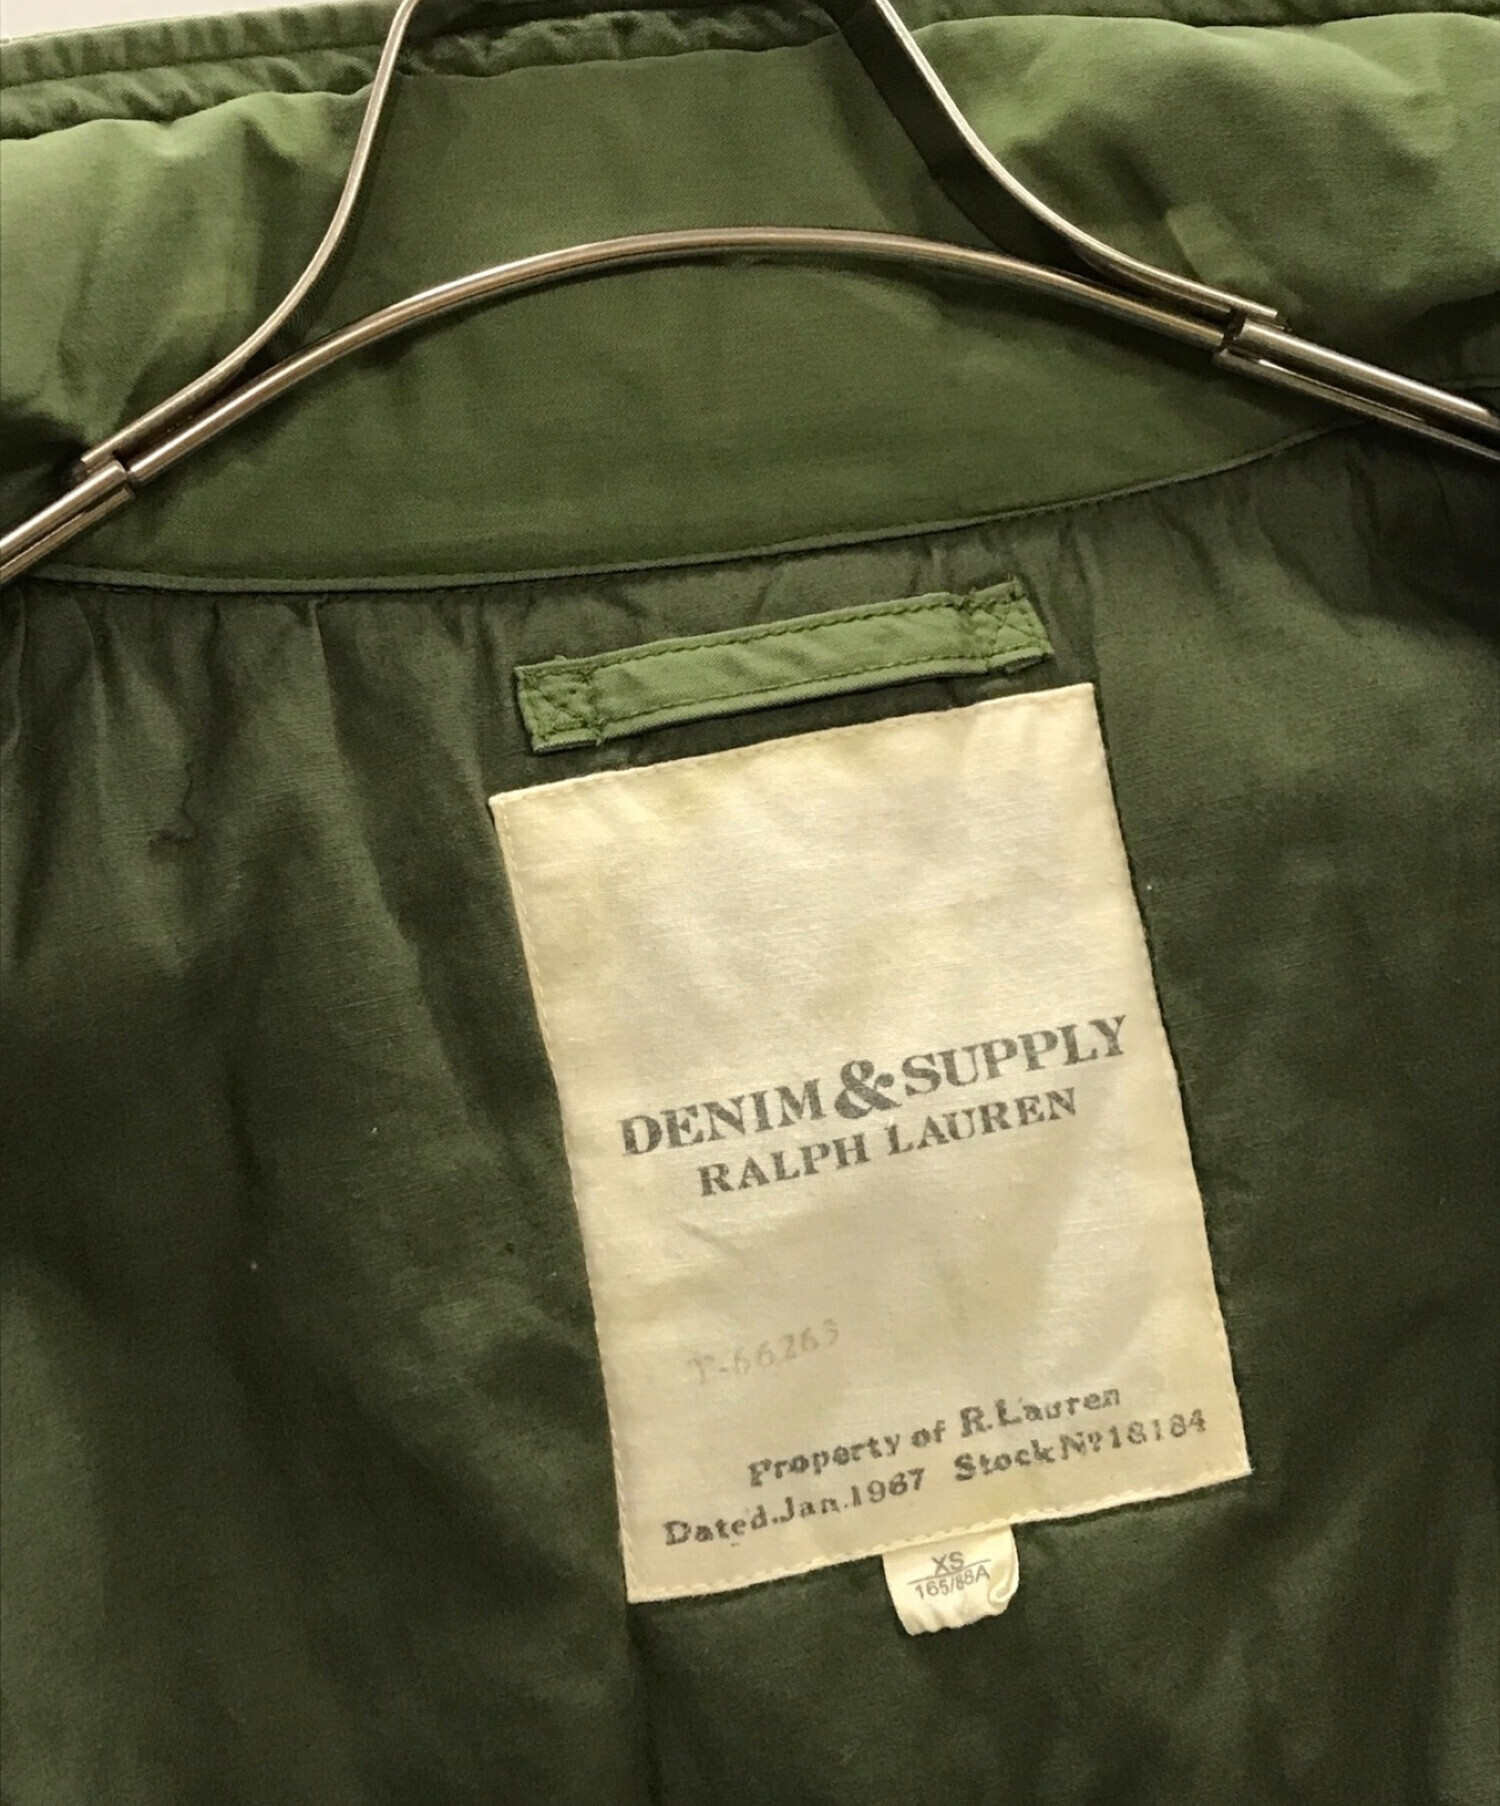 DENIM & SUPPLY
RALPH LAUREN
T-66263
Property of R.Lauren
Dated.Jan.1967 Stock Nº 18184
XS
165/88A